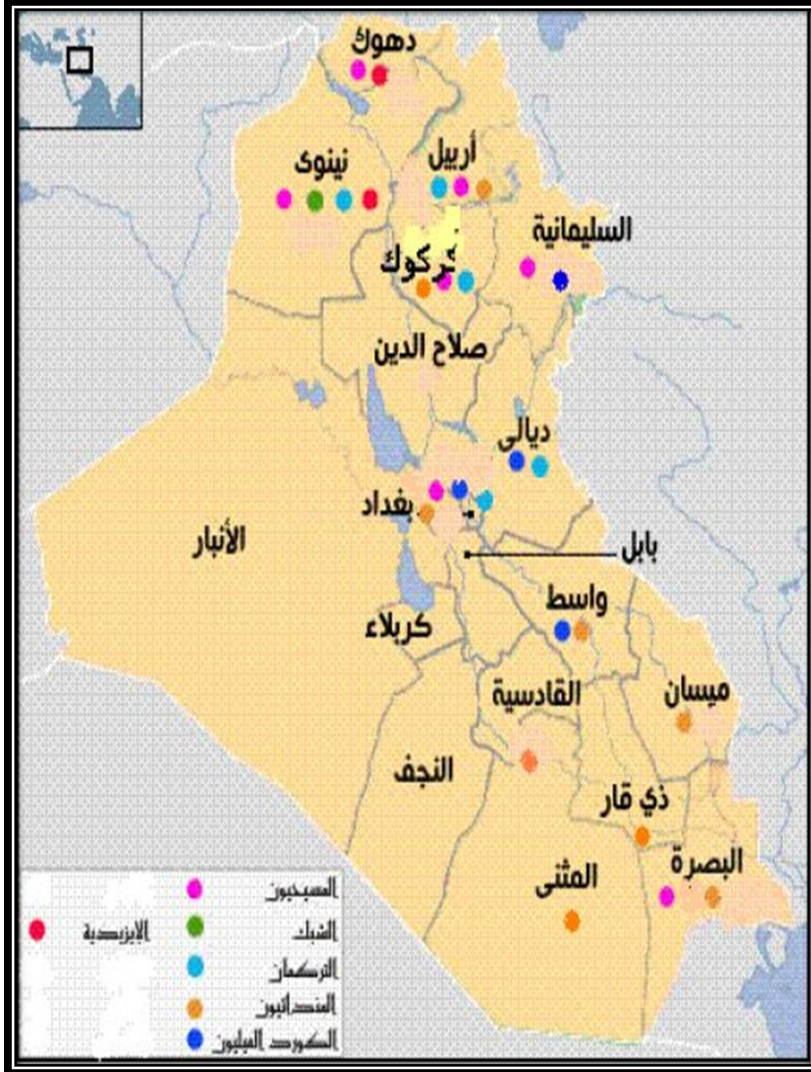 دهوك
نينوى
أربيل
السليمانية
كركوك
صلاح الدين
ديالى
بغداد
الأنبار
بابل
كربلاء
واسط
القادسية
ميسان
النجف
ذي قار
المثنى
البصرة
المسيحيون
الشبك
الايزيدية
التركمان
المندائيون
الكورد الفيليون